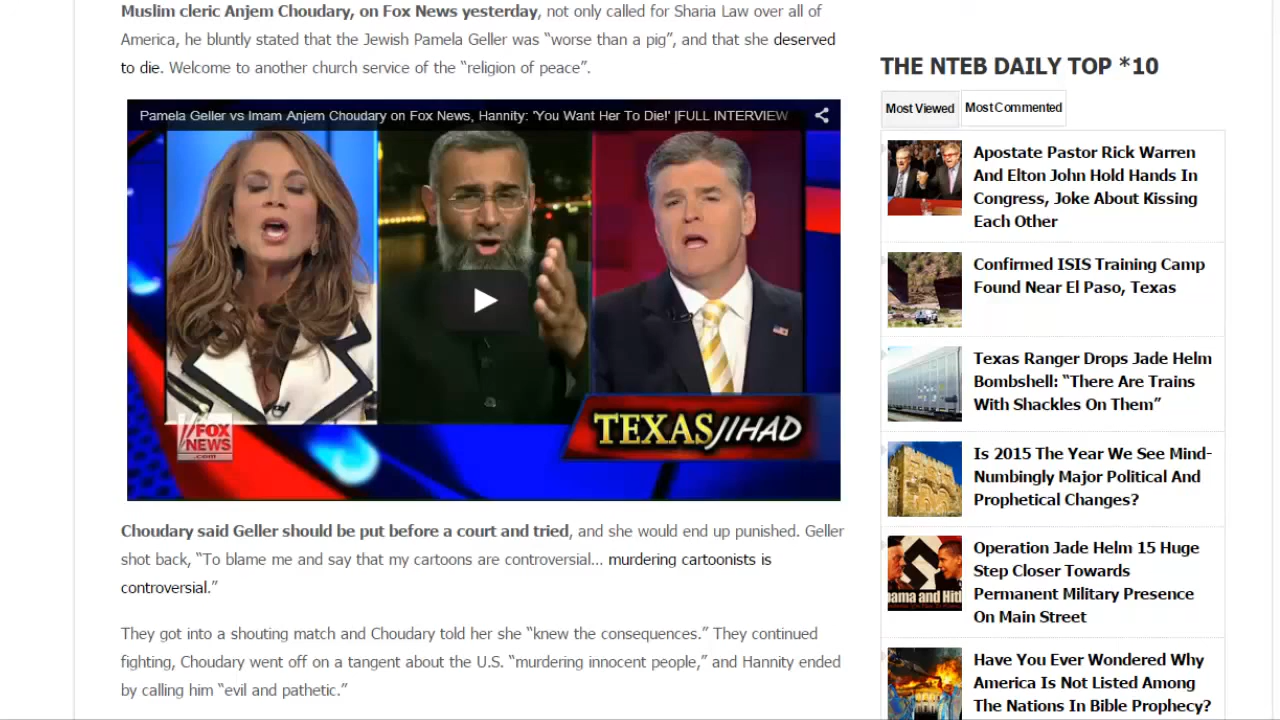 Muslim cleric Anjem Choudary, on Fox News yesterday, not only called for Sharia Law over all of
America, he bluntly stated that the Jewish Pamela Geller was “worse than a pig”, and that she deserved
to die. Welcome to another church service of the “religion of peace”.
Pamela Geller vs Imam Anjem Choudary on Fox News, Hannity: 'You Want Her To Die!' |FULL INTERVIEW
FOX
NEWS
.com
TEXAS JIHAD
Choudary said Geller should be put before a court and tried, and she would end up punished. Geller
shot back, “To blame me and say that my cartoons are controversial... murdering cartoonists is
controversial.”
They got into a shouting match and Choudary told her she “knew the consequences.” They continued
fighting, Choudary went off on a tangent about the U.S. “murdering innocent people,” and Hannity ended
by calling him “evil and pathetic.”
THE NTEB DAILY TOP *10
Most Viewed
Most Commented
Apostate Pastor Rick Warren
And Elton John Hold Hands In
Congress, Joke About Kissing
Each Other
Confirmed ISIS Training Camp
Found Near El Paso, Texas
Texas Ranger Drops Jade Helm
Bombshell: “There Are Trains
With Shackles On Them”
Is 2015 The Year We See Mind-
Numbingly Major Political And
Prophetical Changes?
Operation Jade Helm 15 Huge
Step Closer Towards
Permanent Military Presence
On Main Street
Have You Ever Wondered Why
America Is Not Listed Among
The Nations In Bible Prophecy?